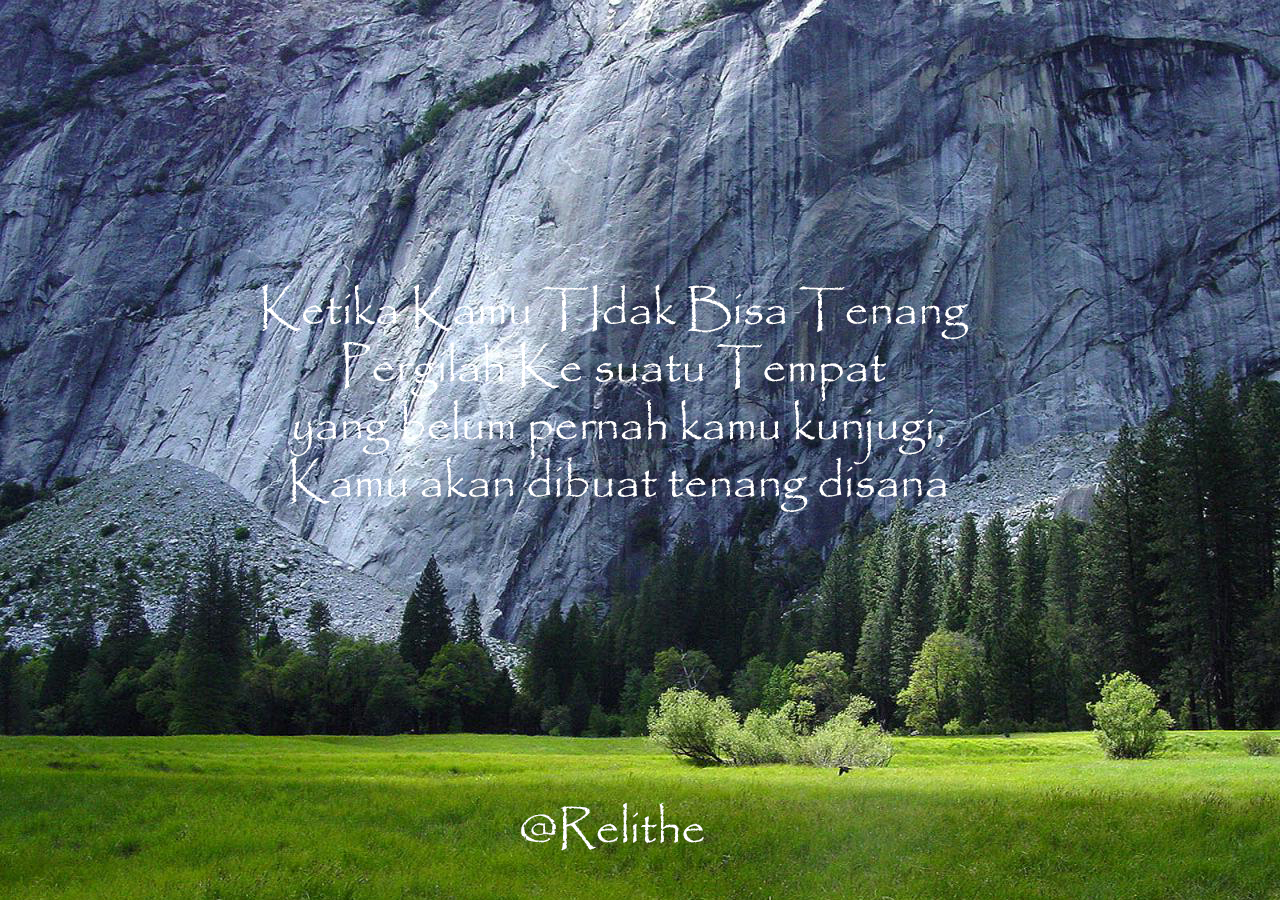 Ketika Kamu TIdak Bisa Tenang
Pergilah Ke suatu Tempat
yang belum pernah kamu kunjugi,
Kamu akan dibuat tenang disana
@Relithe